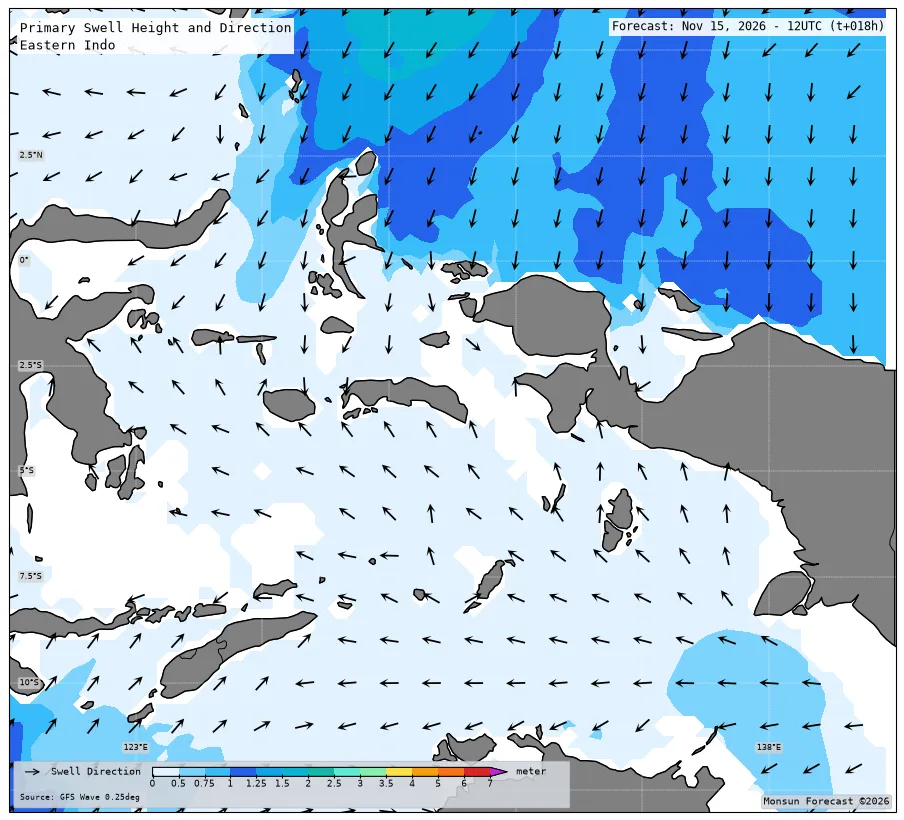 Primary Swell Height and Direction
Eastern Indo
Forecast: Nov 15, 2026 - 12UTC (t+018h)
2.5°N
0°
2.5°S
5°S
7.5°S
10°S
123°E
138°E
Swell Direction
0 0.5 0.75 1 1.25 1.5 2 2.5 3 3.5 4 5 6 7 meter
Source: GFS Wave 0.25deg
Monsun Forecast ©2026